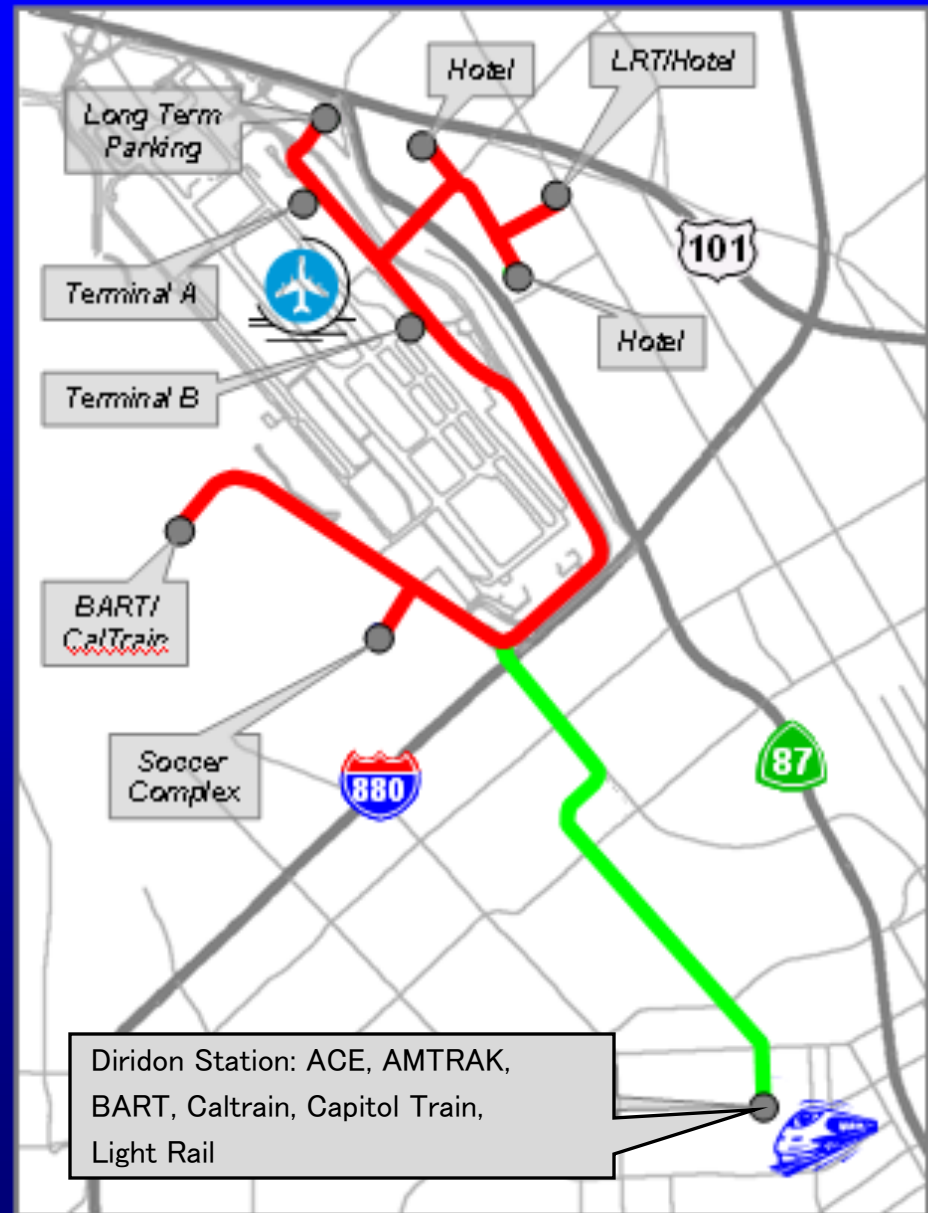 Hotel
LRT/Hotel
Long Term
Parking
101
Terminal A
Hotel
Terminal B
BART/
CalTrain
Soccer
Complex
880
87
Diridon Station: ACE, AMTRAK,
BART, Caltrain, Capitol Train,
Light Rail